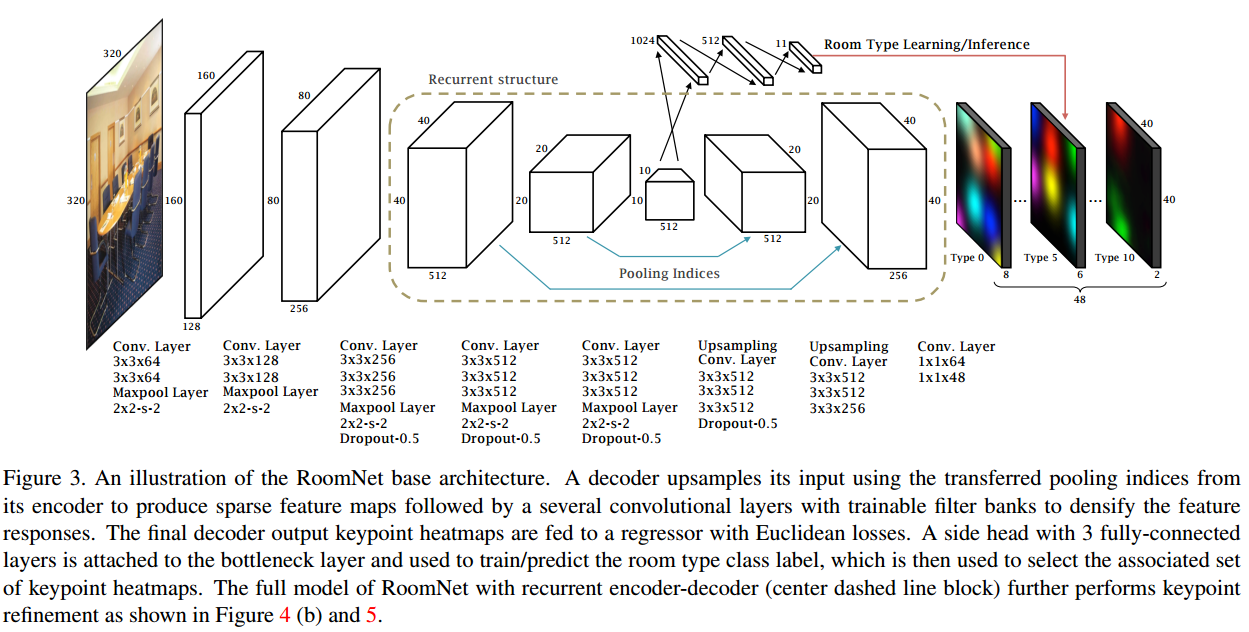 320
320
160
160
128
80
80
256
Recurrent structure
40
40
512
20
20
512
10
10
512
1024
512
11
Room Type Learning/Inference
20
20
512
40
40
256
Pooling Indices
Type 0
8
...
Type 5
6
...
Type 10
2
40
40
48
Conv. Layer
3x3x64
3x3x64
Maxpool Layer
2x2-s-2
Conv. Layer
3x3x128
3x3x128
Maxpool Layer
2x2-s-2
Conv. Layer
3x3x256
3x3x256
3x3x256
Maxpool Layer
2x2-s-2
Dropout-0.5
Conv. Layer
3x3x512
3x3x512
3x3x512
Maxpool Layer
2x2-s-2
Dropout-0.5
Conv. Layer
3x3x512
3x3x512
3x3x512
Maxpool Layer
2x2-s-2
Dropout-0.5
Upsampling
Conv. Layer
3x3x512
3x3x512
3x3x512
Dropout-0.5
Upsampling
Conv. Layer
3x3x512
3x3x512
3x3x256
Conv. Layer
1x1x64
1x1x48
Figure 3. An illustration of the RoomNet base architecture. A decoder upsamples its input using the transferred pooling indices from
its encoder to produce sparse feature maps followed by a several convolutional layers with trainable filter banks to densify the feature
responses. The final decoder output keypoint heatmaps are fed to a regressor with Euclidean losses. A side head with 3 fully-connected
layers is attached to the bottleneck layer and used to train/predict the room type class label, which is then used to select the associated set
of keypoint heatmaps. The full model of RoomNet with recurrent encoder-decoder (center dashed line block) further performs keypoint
refinement as shown in Figure 4 (b) and 5.